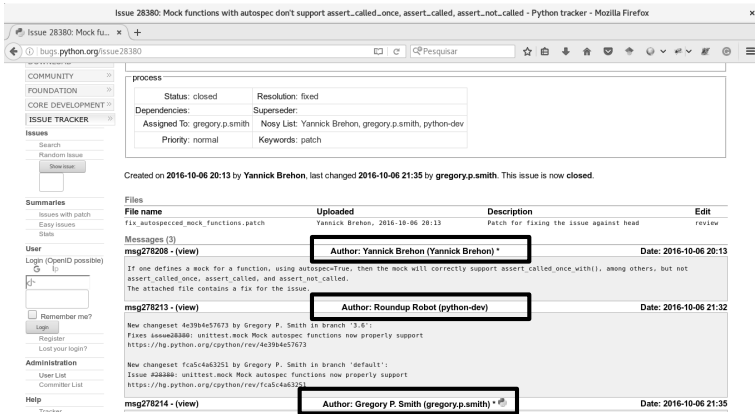 Issue 28380: Mock functions with autospec don't support assert_called_once, assert_called, assert_not_called - Python tracker - Mozilla Firefox
Issue 28380: Mock fu...
bugs.python.org/issue28380
Pesquisar
DOWNLOAD
COMMUNITY
FOUNDATION
CORE DEVELOPMENT
ISSUE TRACKER
Issues
Search
Random Issue
Show issue
Summaries
Issues with patch
Easy issues
Stats
User
Login (OpenID possible)
Remember me?
Login
Register
Lost your login?
Administration
User List
Committer List
Help
Tracker
process
Status: closed Resolution: fixed
Dependencies: Superseder:
Assigned To: gregory.p.smith Nosy List: Yannick Brehon, gregory.p.smith, python-dev
Priority: normal Keywords: patch
Created on 2016-10-06 20:13 by Yannick Brehon, last changed 2016-10-06 21:35 by gregory.p.smith. This issue is now closed.
Files
File name Uploaded Description Edit
fix_autospecced_mock_functions.patch Yannick Brehon, 2016-10-06 20:13 Patch for fixing the issue against head review
Messages (3)
msg278208 - (view) Author: Yannick Brehon (Yannick Brehon) * Date: 2016-10-06 20:13
If one defines a mock for a function, using autospec=True, then the mock will correctly support assert_called_once_with(), among others, but not
assert_called_once, assert_called, and assert_not_called.
The attached file contains a fix for the issue.
msg278213 - (view) Author: Roundup Robot (python-dev) Date: 2016-10-06 21:32
New changeset 4e39b4e57673 by Gregory P. Smith in branch '3.6':
Fixes issue28380: unittest.mock Mock autospec functions now properly support
https://hg.python.org/cpython/rev/4e39b4e57673
New changeset fca5c4a63251 by Gregory P. Smith in branch 'default':
Issue #28380: unittest.mock Mock autospec functions now properly support
https://hg.python.org/cpython/rev/fca5c4a63251
msg278214 - (view) Author: Gregory P. Smith (gregory.p.smith) * Date: 2016-10-06 21:35